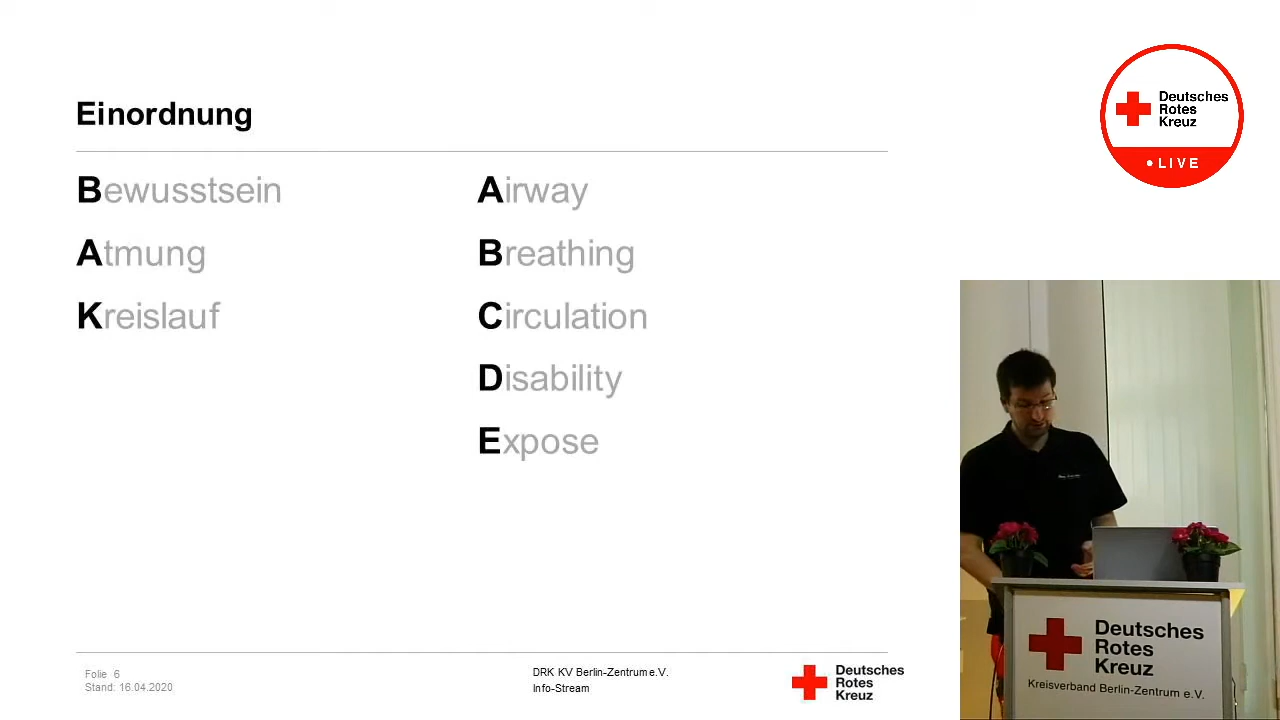 Einordnung
Bewusstsein
Atmung
Kreislauf
Airway
Breathing
Circulation
Disability
Expose
Folie 6
Stand: 16.04.2020
DRK KV Berlin-Zentrum e.V.
Info-Stream
Deutsches
Rotes
Kreuz
Deutsches
Rotes
Kreuz
LIVE
Deutsches
Rotes
Kreuz
Kreisverband Berlin-Zentrum e.V.